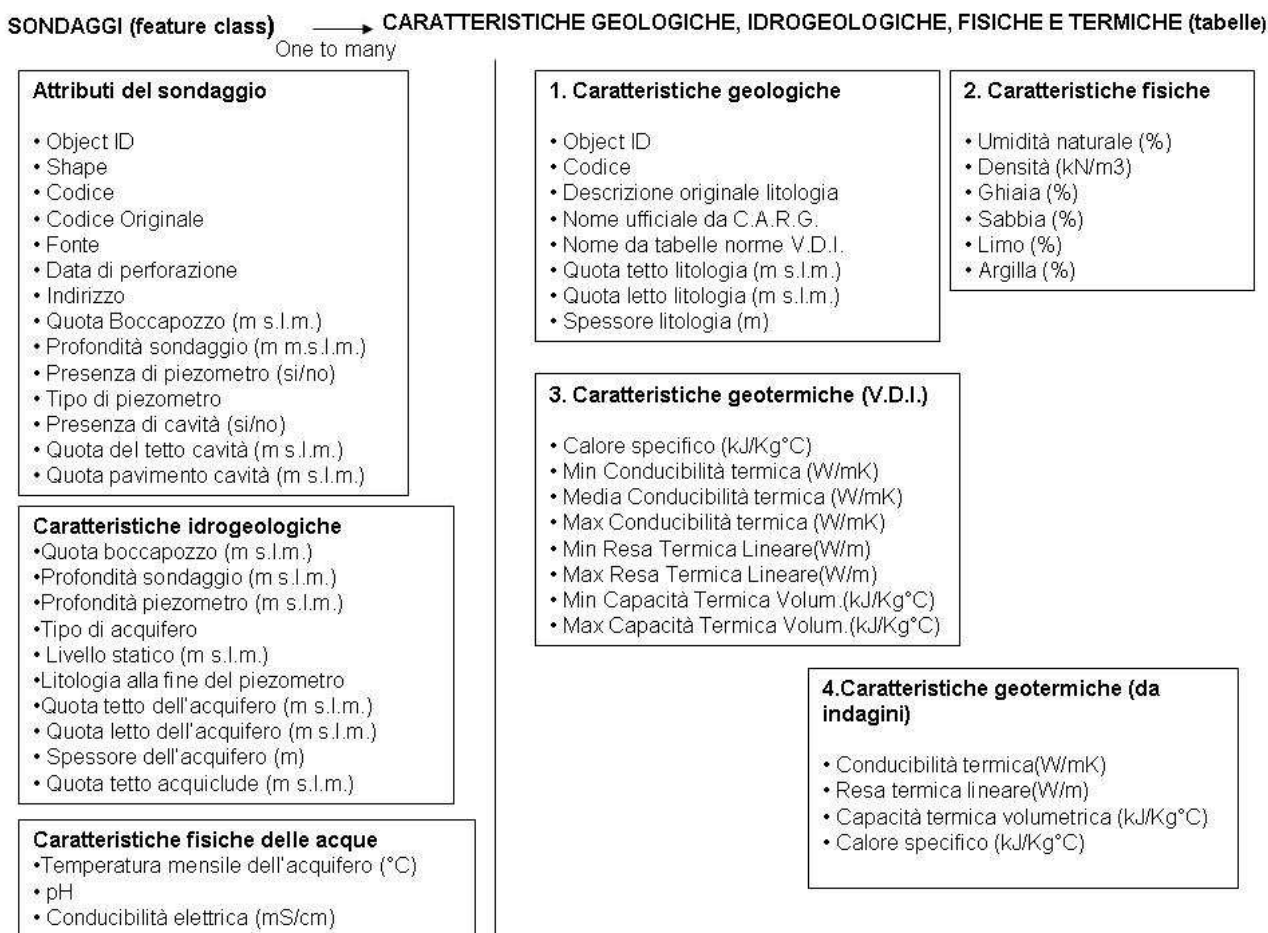 SONDAGGI (feature class) → CARATTERISTICHE GEOLOGICHE, IDROGEOLOGICHE, FISICHE E TERMICHE (tabelle)
One to many
Attributi del sondaggio
• Object ID
• Shape
• Codice
• Codice Originale
• Fonte
• Data di perforazione
• Indirizzo
• Quota Boccapozzo (m s.l.m.)
• Profondità sondaggio (m m.s.l.m.)
• Presenza di piezometro (si/no)
• Tipo di piezometro
• Presenza di cavità (si/no)
• Quota del tetto cavità (m s.l.m.)
• Quota pavimento cavità (m s.l.m.)
Caratteristiche idrogeologiche
•Quota boccapozzo (m s.l.m.)
•Profondità sondaggio (m s.l.m.)
•Profondità piezometro (m s.l.m.)
•Tipo di acquifero
• Livello statico (m s.l.m.)
•Litologia alla fine del piezometro
•Quota tetto dell'acquifero (m s.l.m.)
• Quota letto dell'acquifero (m s.l.m.)
• Spessore dell'acquifero (m)
• Quota tetto acquiclude (m s.l.m.)
Caratteristiche fisiche delle acque
•Temperatura mensile dell'acquifero (°C)
• pH
• Conducibilità elettrica (mS/cm)
1. Caratteristiche geologiche
• Object ID
• Codice
• Descrizione originale litologia
• Nome ufficiale da C.A.R.G.
• Nome da tabelle norme V.D.I.
• Quota tetto litologia (m s.l.m.)
• Quota letto litologia (m s.l.m.)
• Spessore litologia (m)
2. Caratteristiche fisiche
• Umidità naturale (%)
• Densità (kN/m3)
• Ghiaia (%)
• Sabbia (%)
• Limo (%)
• Argilla (%)
3. Caratteristiche geotermiche (V.D.I.)
• Calore specifico (kJ/Kg°C)
• Min Conducibilità termica (W/mK)
• Media Conducibilità termica (W/mK)
• Max Conducibilità termica (W/mK)
• Min Resa Termica Lineare(W/m)
• Max Resa Termica Lineare(W/m)
• Min Capacità Termica Volum.(kJ/Kg°C)
• Max Capacità Termica Volum.(kJ/Kg°C)
4.Caratteristiche geotermiche (da
indagini)
• Conducibilità termica(W/mK)
• Resa termica lineare(W/m)
• Capacità termica volumetrica (kJ/Kg°C)
• Calore specifico (kJ/Kg°C)